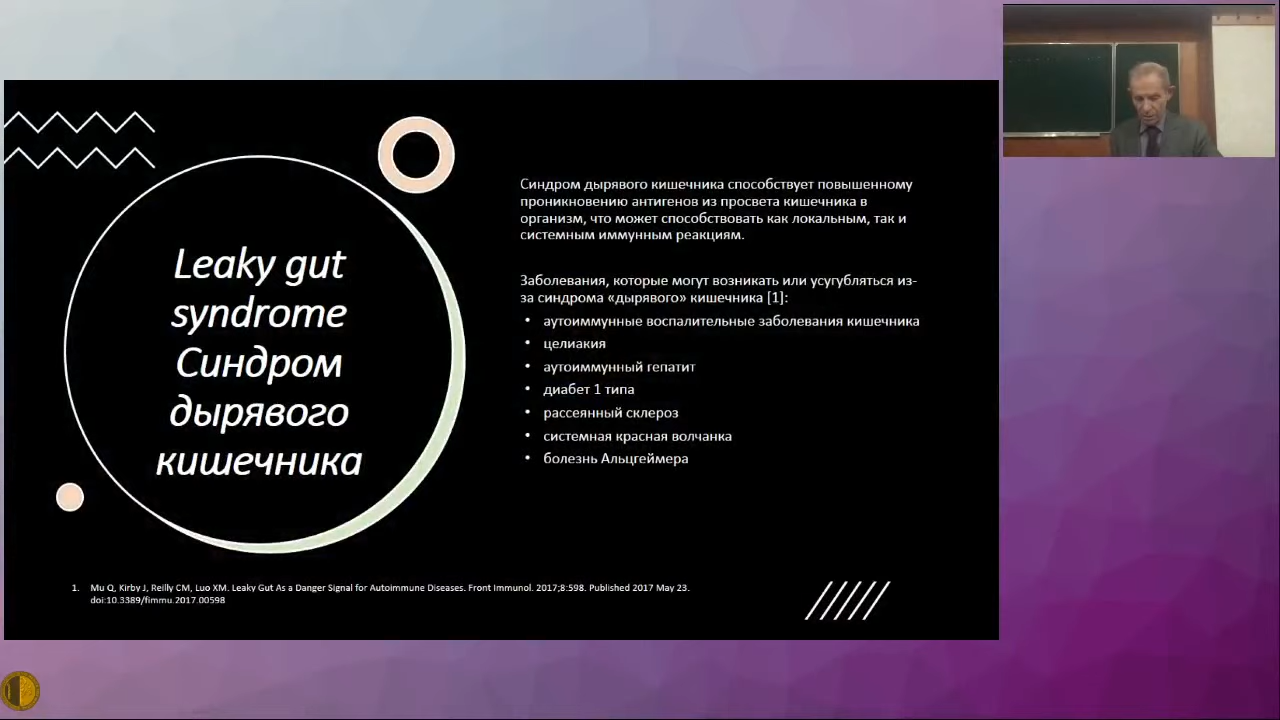 Leaky gut
syndrome
Синдром
дырявого
кишечника
Синдром дырявого кишечника способствует повышенному
проникновению антигенов из просвета кишечника в
организм, что может способствовать как локальным, так и
системным иммунным реакциям.
Заболевания, которые могут возникать или усугубляться из-
за синдрома «дырявого» кишечника [1]:
• аутоиммунные воспалительные заболевания кишечника
• целиакия
• аутоиммунный гепатит
• диабет 1 типа
• рассеянный склероз
• системная красная волчанка
• болезнь Альцгеймера
1. Mu Q, Kirby J, Reilly CM, Luo XM. Leaky Gut As a Danger Signal for Autoimmune Diseases. Front Immunol. 2017;8:598. Published 2017 May 23.
doi:10.3389/fimmu.2017.00598